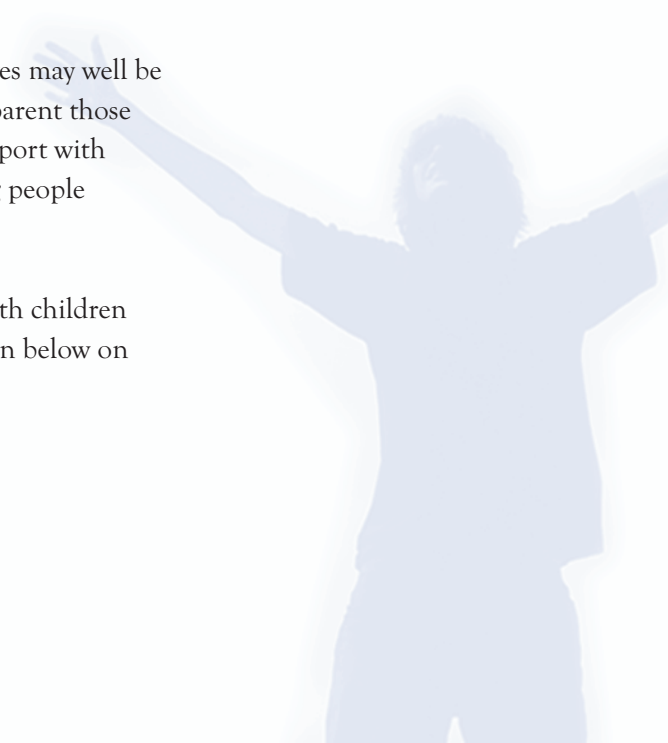 es may well be
parent those
port with
people
th children
n below on